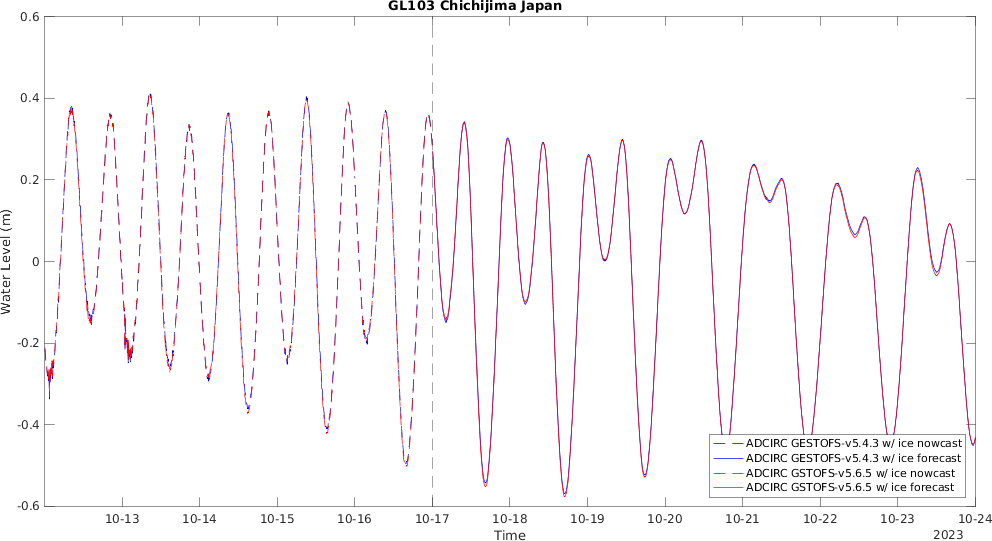 GL103 Chichijima Japan
0.6
0.4
0.2
0
-0.2
-0.4
-0.6
Water Level (m)
ADCIRC GESTOFS-v5.4.3 w/ ice nowcast
ADCIRC GESTOFS-v5.4.3 w/ ice forecast
ADCIRC GSTOFS-v5.6.5 w/ ice nowcast
ADCIRC GSTOFS-v5.6.5 w/ ice forecast
10-13 10-14 10-15 10-16 10-17 10-18 10-19 10-20 10-21 10-22 10-23 10-24
Time
2023